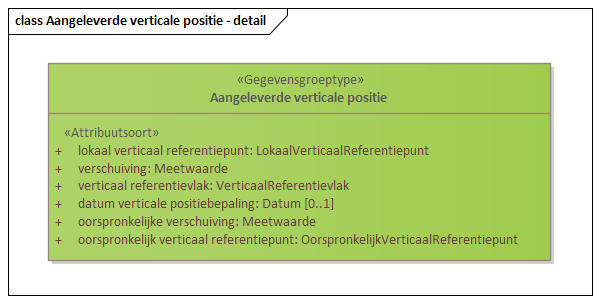 class Aangeleverde verticale positie - detail
«Gegevensgroeptype»
Aangeleverde verticale positie
«Attribuutsoort»
+ lokaal verticaal referentiepunt: LokaalVerticaalReferentiepunt
+ verschuiving: Meetwaarde
+ verticaal referentievlak: VerticaalReferentievlak
+ datum verticale positiebepaling: Datum [0..1]
+ oorspronkelijke verschuiving: Meetwaarde
+ oorspronkelijk verticaal referentiepunt: OorspronkelijkVerticaalReferentiepunt